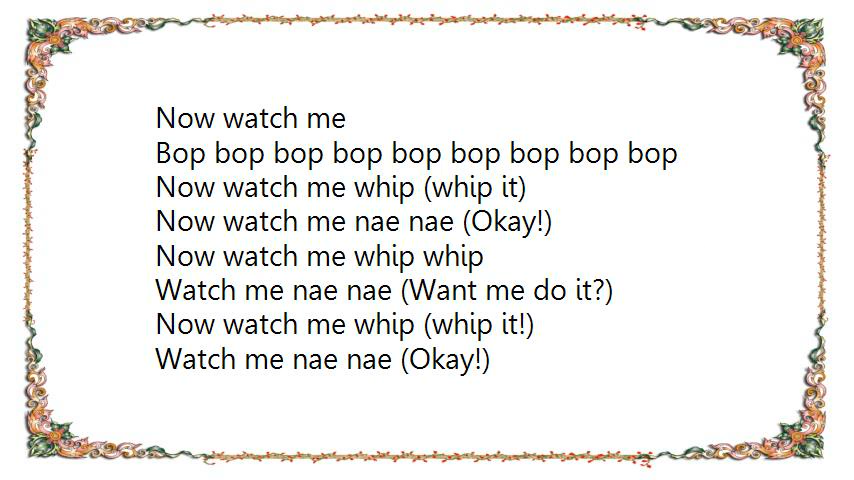 Now watch me
Bop bop bop bop bop bop bop bop bop
Now watch me whip (whip it)
Now watch me nae nae (Okay!)
Now watch me whip whip
Watch me nae nae (Want me do it?)
Now watch me whip (whip it!)
Watch me nae nae (Okay!)